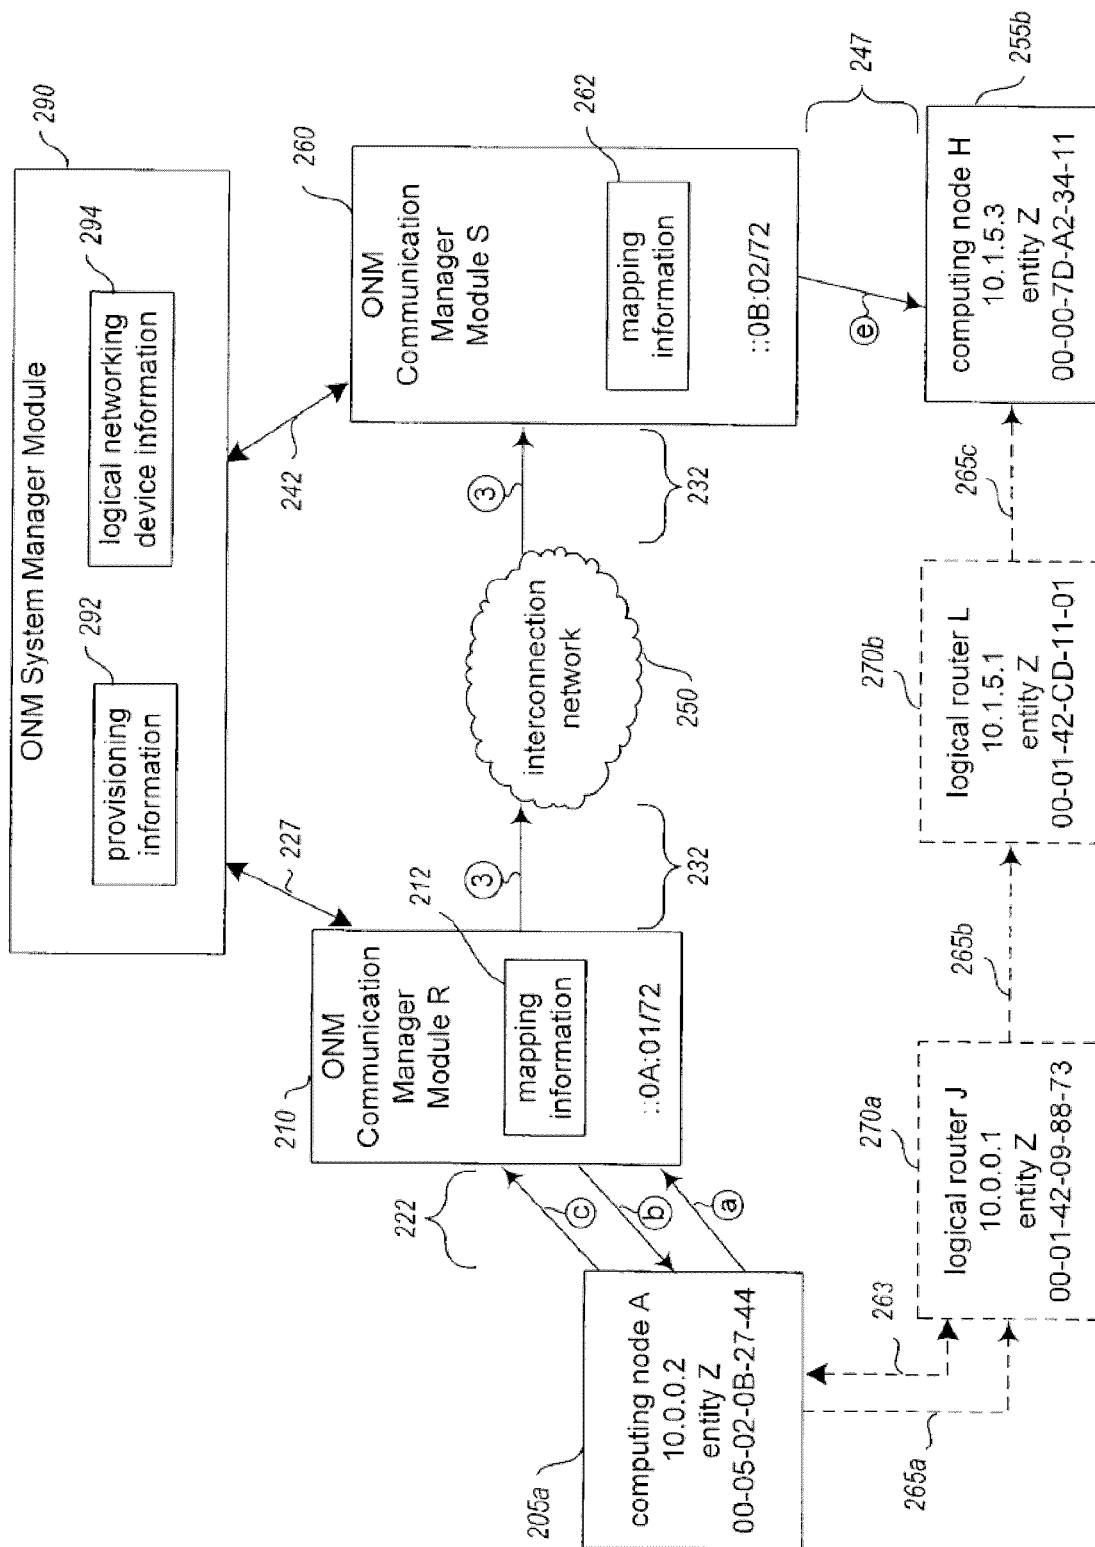 290
ONM System Manager Module
292
provisioning
information
294
logical networking
device information
227
242
210
ONM
Communication
Manager
Module R
212
mapping
information
::0A:01/72
260
ONM
Communication
Manager
Module S
262
mapping
information
::0B:02/72
222
c
b
a
3
232
interconnection
network
250
3
232
e
247
205a
computing node A
10.0.0.2
entity Z
00-05-02-0B-27-44
263
265a
270a
logical router J
10.0.0.1
entity Z
00-01-42-09-88-73
265b
270b
logical router L
10.1.5.1
entity Z
00-01-42-CD-11-01
265c
255b
computing node H
10.1.5.3
entity Z
00-00-7D-A2-34-11